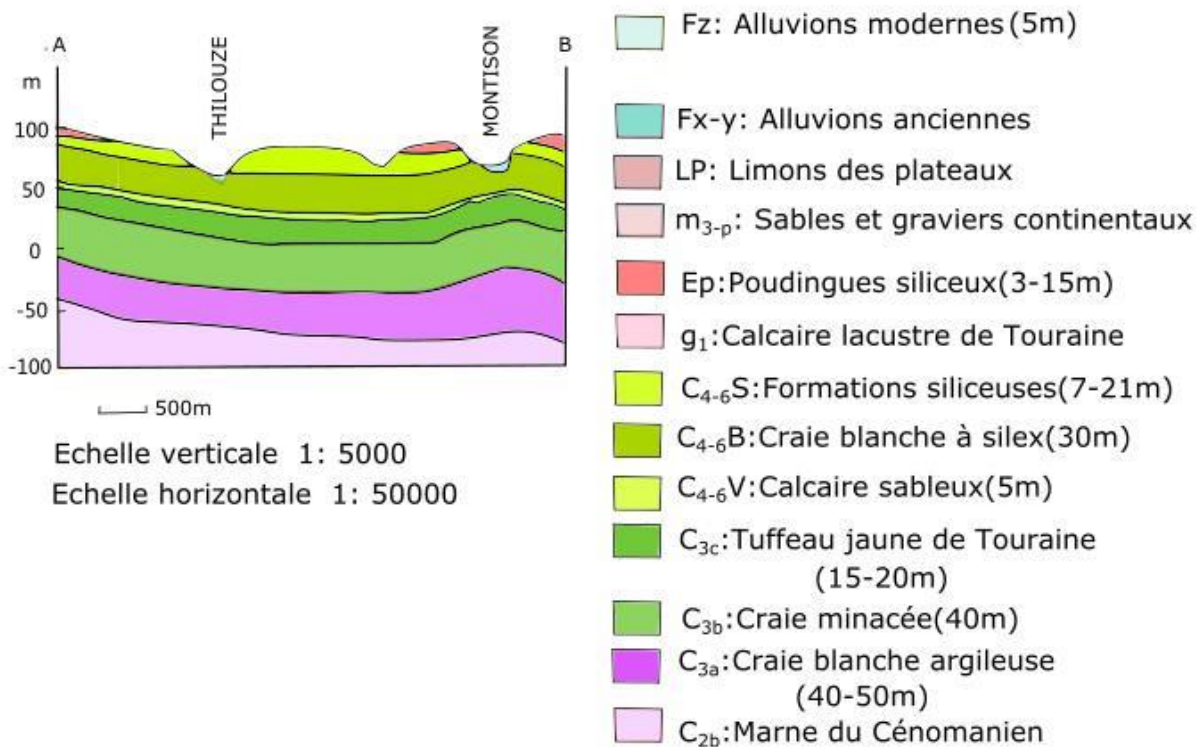 A
B
THILOUZE
MONTISON
m
100
50
0
-50
-100
500m
Echelle verticale 1: 5000
Echelle horizontale 1: 50000
Fz: Alluvions modernes (5m)
Fx-y: Alluvions anciennes
LP: Limons des plateaux
m3-p: Sables et graviers continentaux
Ep:Poudingues siliceux(3-15m)
g1:Calcaire lacustre de Touraine
C4-6S:Formations siliceuses(7-21m)
C4-6B:Craie blanche à silex(30m)
C4-6V:Calcaire sableux(5m)
C3c:Tuffeau jaune de Touraine
(15-20m)
C3b:Craie minacée(40m)
C3a:Craie blanche argileuse
(40-50m)
C2b:Marne du Cénomanien